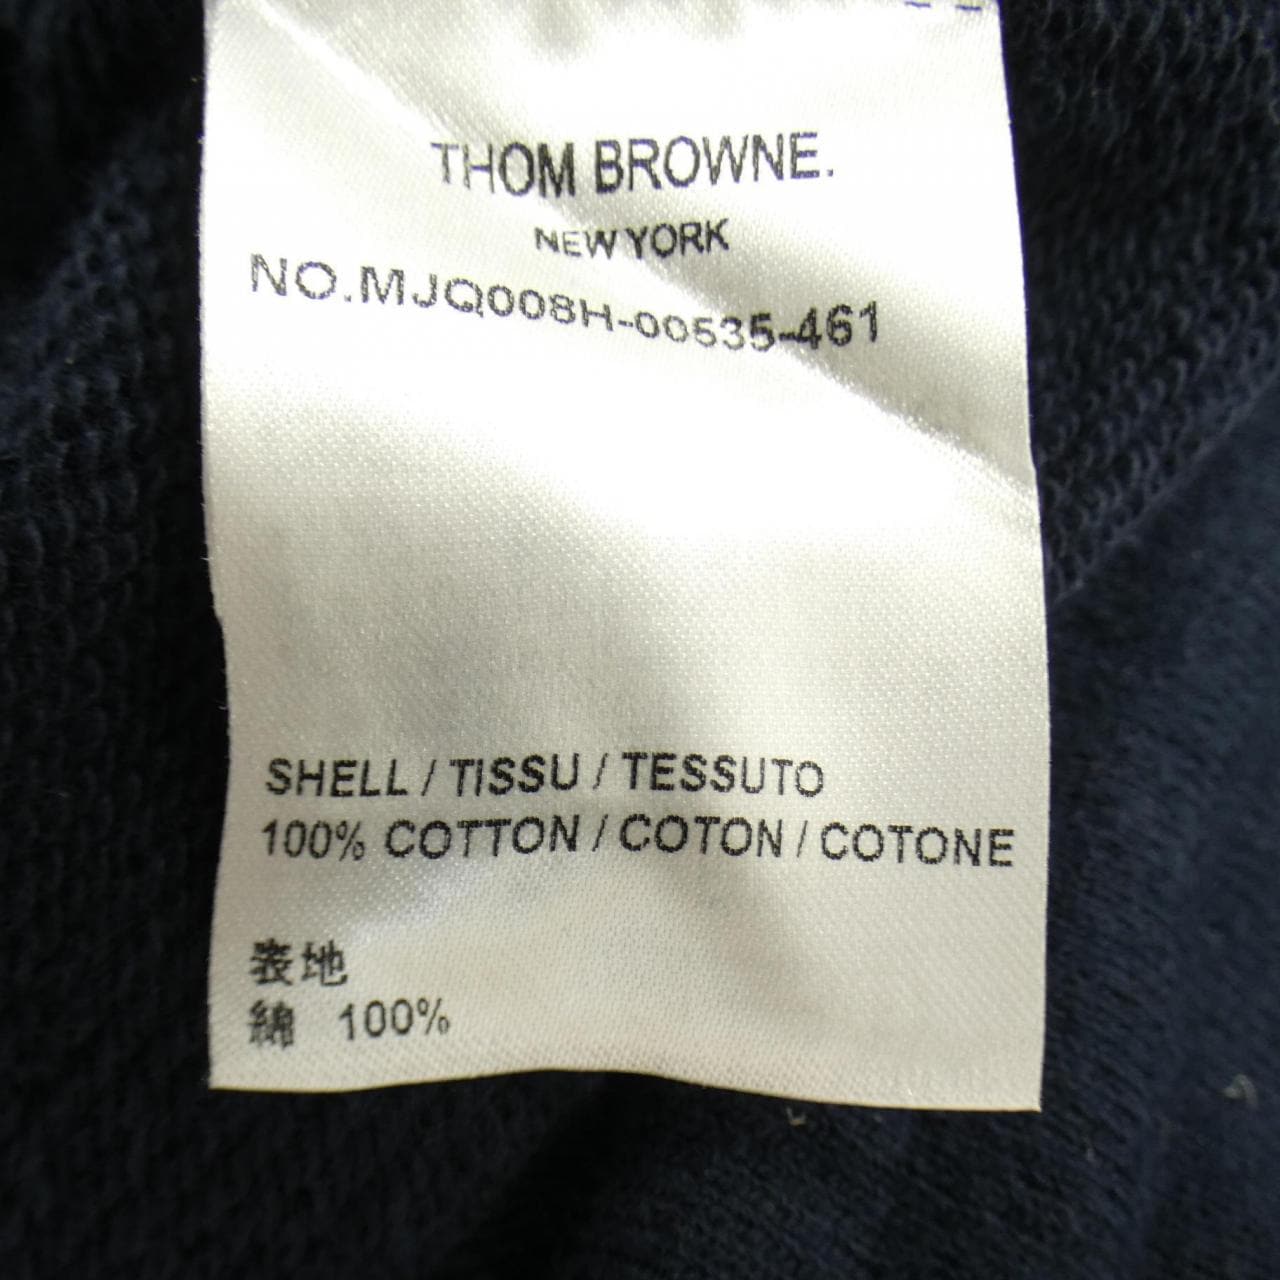 THOM BROWNE.
NEW YORK
NO.MJQ008H-00535-461
SHELL / TISSU / TESSUTO
100% COTTON / COTON / COTONE
表地
綿 100%